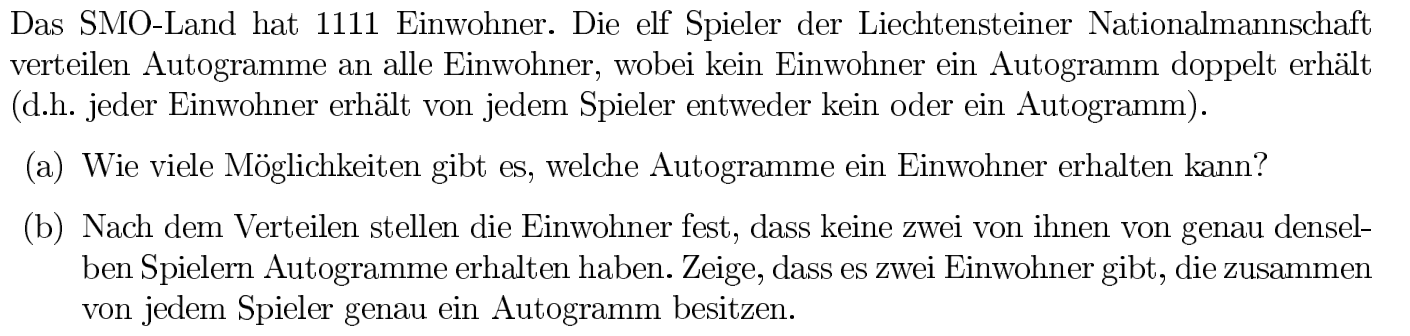 Das SMO-Land hat 1111 Einwohner. Die elf Spieler der Liechtensteiner Nationalmannschaft
verteilen Autogramme an alle Einwohner, wobei kein Einwohner ein Autogramm doppelt erhält
(d.h. jeder Einwohner erhält von jedem Spieler entweder kein oder ein Autogramm).
(a) Wie viele Möglichkeiten gibt es, welche Autogramme ein Einwohner erhalten kann?
(b) Nach dem Verteilen stellen die Einwohner fest, dass keine zwei von ihnen von genau densel-
ben Spielern Autogramme erhalten haben. Zeige, dass es zwei Einwohner gibt, die zusammen
von jedem Spieler genau ein Autogramm besitzen.